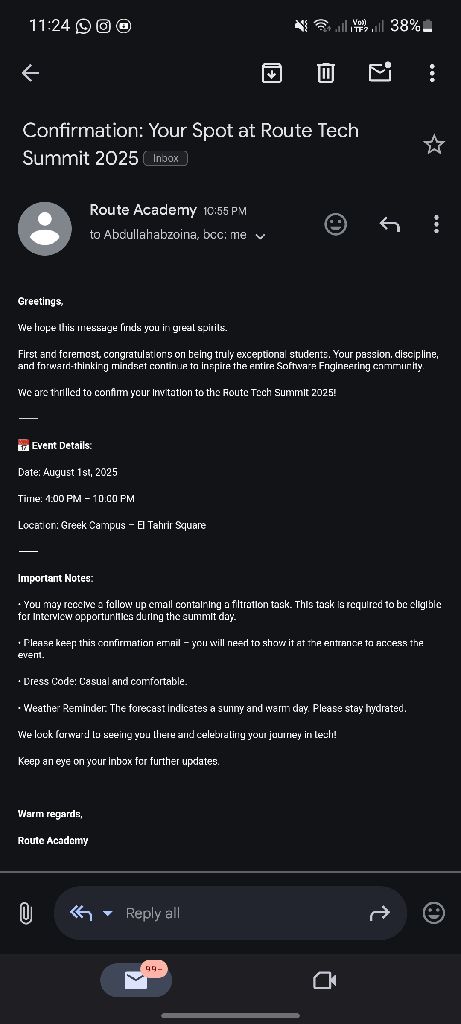 11:24
Vo)) LTE2 38%
Confirmation: Your Spot at Route Tech
Summit 2025 Inbox
Route Academy 10:55 PM
to Abdullahabzoina, bcc: me
Greetings,
We hope this message finds you in great spirits.
First and foremost, congratulations on being truly exceptional students. Your passion, discipline,
and forward-thinking mindset continue to inspire the entire Software Engineering community.
We are thrilled to confirm your invitation to the Route Tech Summit 2025!
Event Details:
Date: August 1st, 2025
Time: 4:00 PM – 10:00 PM
Location: Greek Campus – El Tahrir Square
Important Notes:
• You may receive a follow up email containing a filtration task. This task is required to be eligible
for interview opportunities during the summit day.
• Please keep this confirmation email – you will need to show it at the entrance to access the
event.
• Dress Code: Casual and comfortable.
• Weather Reminder: The forecast indicates a sunny and warm day. Please stay hydrated.
We look forward to seeing you there and celebrating your journey in tech!
Keep an eye on your inbox for further updates.
Warm regards,
Route Academy
Reply all
99+